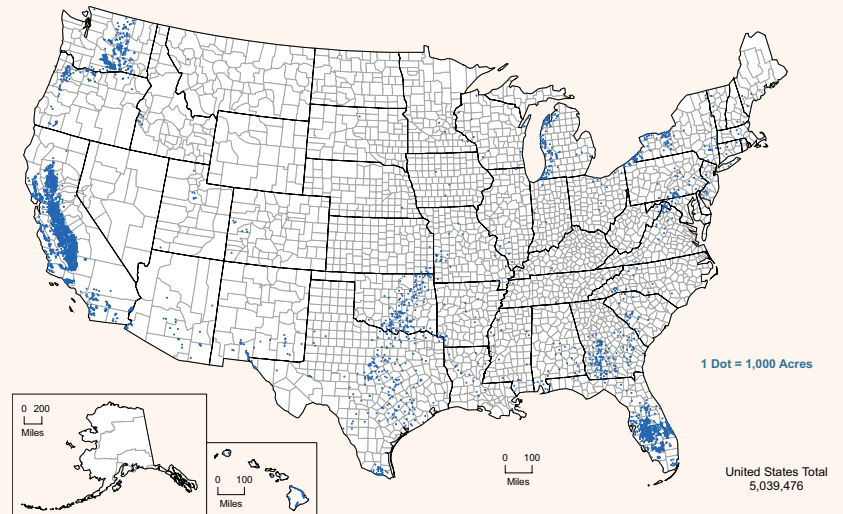 1 Dot = 1,000 Acres
0 200
Miles
0 100
Miles
0 100
Miles
United States Total
5,039,476